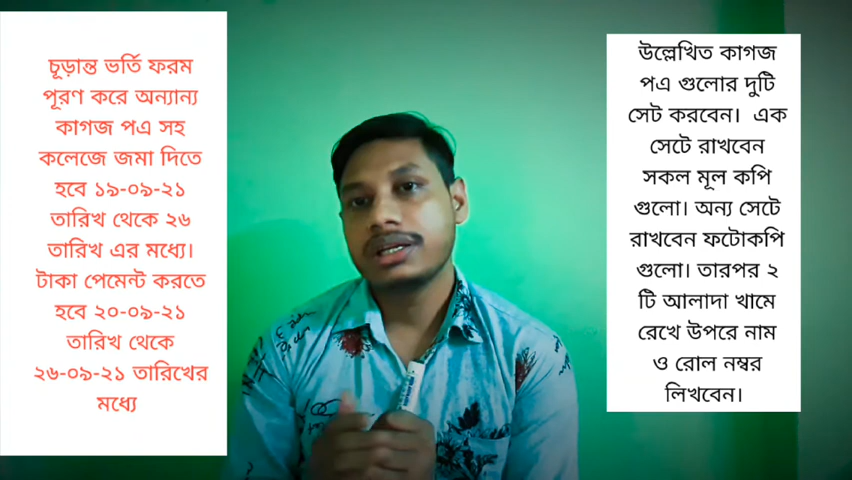 চূড়ান্ত ভর্তি ফরম
পূরণ করে অন্যান্য
কাগজ পএ সহ
কলেজে জমা দিতে
হবে ১৯-০৯-২১
তারিখ থেকে ২৬
তারিখ এর মধ্যে।
টাকা পেমেন্ট করতে
হবে ২০-০৯-২১
তারিখ থেকে
২৬-০৯-২১ তারিখের
মধ্যে
উল্লেখিত কাগজ
পএ গুলোর দুটি
সেট করবেন। এক
সেটে রাখবেন
সকল মূল কপি
গুলো। অন্য সেটে
রাখবেন ফটোকপি
গুলো। তারপর ২
টি আলাদা খামে
রেখে উপরে নাম
ও রোল নম্বর
লিখবেন।